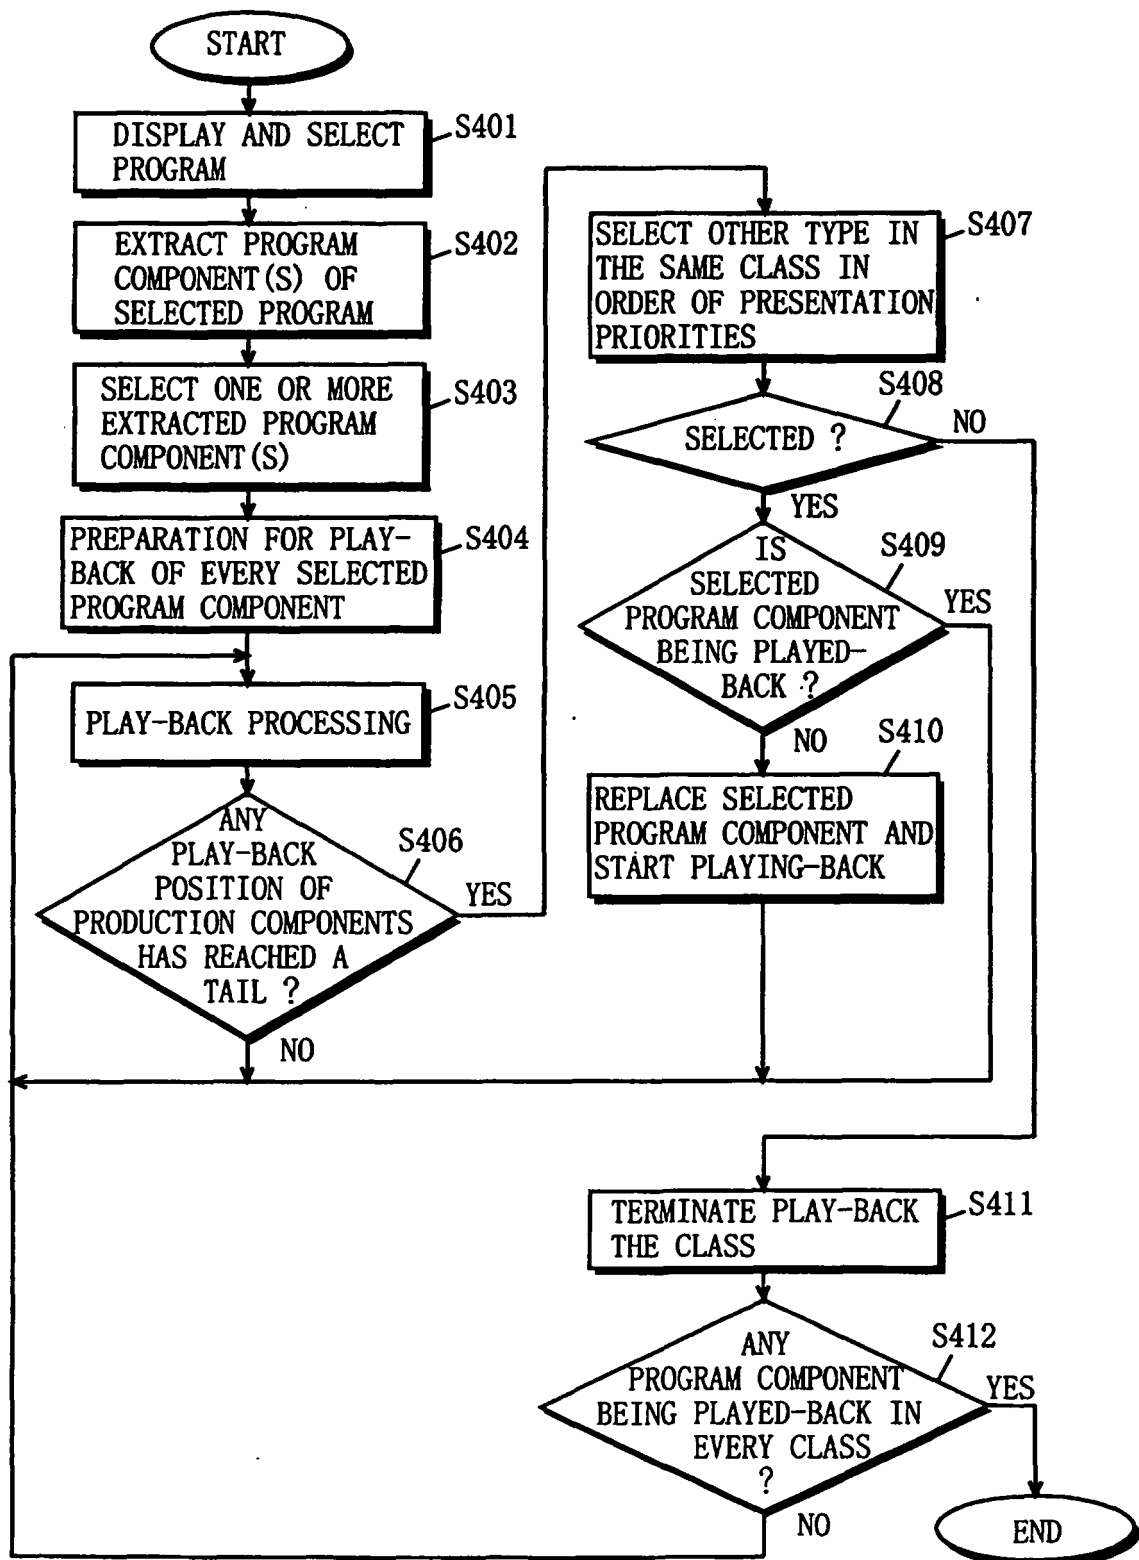 START
DISPLAY AND SELECT
PROGRAM
S401
EXTRACT PROGRAM
COMPONENT(S) OF
SELECTED PROGRAM
S402
SELECT ONE OR MORE
EXTRACTED PROGRAM
COMPONENT(S)
S403
PREPARATION FOR PLAY-
BACK OF EVERY SELECTED
PROGRAM COMPONENT
S404
PLAY-BACK PROCESSING
S405
ANY
PLAY-BACK
POSITION OF
PRODUCTION COMPONENTS
HAS REACHED A
TAIL ?
S406
YES
NO
SELECT OTHER TYPE IN
THE SAME CLASS IN
ORDER OF PRESENTATION
PRIORITIES
S407
SELECTED ?
S408
NO
YES
IS
SELECTED
PROGRAM COMPONENT
BEING PLAYED-
BACK ?
S409
YES
NO
REPLACE SELECTED
PROGRAM COMPONENT AND
START PLAYING-BACK
S410
TERMINATE PLAY-BACK
THE CLASS
S411
ANY
PROGRAM COMPONENT
BEING PLAYED-BACK IN
EVERY CLASS
?
S412
YES
NO
END